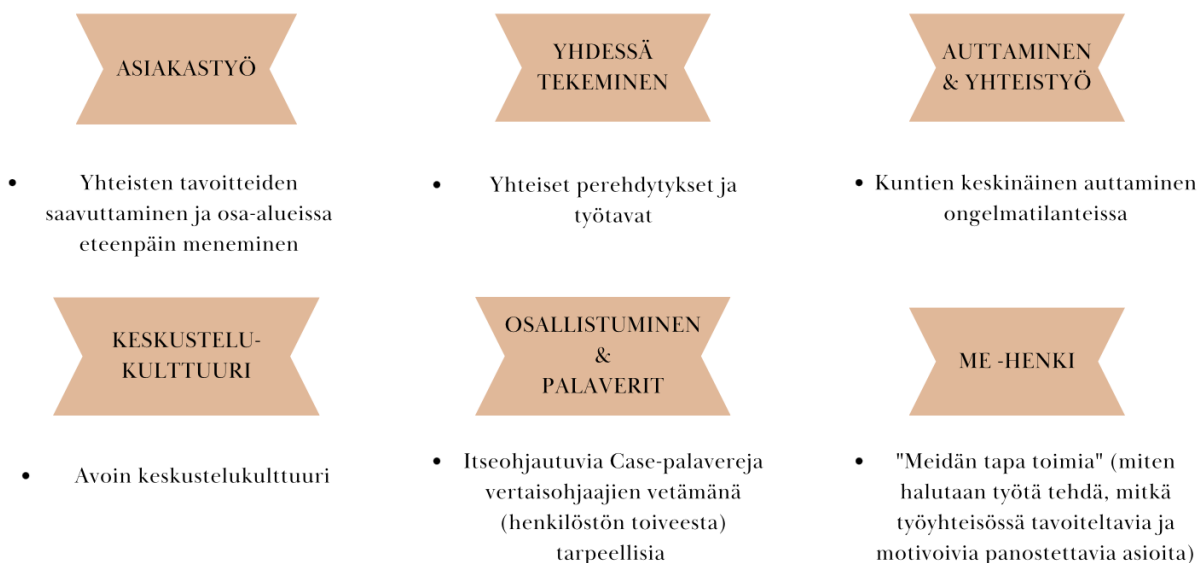 ASIAKASTYÖ
• Yhteisten tavoitteiden
saavuttaminen ja osa-alueissa
eteenpäin meneminen
YHDESSÄ
TEKEMINEN
• Yhteiset perehdytykset ja
työtavat
AUTTAMINEN
& YHTEISTYÖ
• Kuntien keskinäinen auttaminen
ongelmatilanteissa
KESKUSTELU-
KULTTUURI
• Avoin keskustelukulttuuri
OSALLISTUMINEN
&
PALAVERIT
• Itseohjautuvia Case-palavereja
vertaisohjaajien vetämänä
(henkilöstön toiveesta)
tarpeellisia
ME -HENKI
• "Meidän tapa toimia" (miten
halutaan työtä tehdä, mitkä
työyhteisössä tavoiteltavia ja
motivoivia panostettavia asioita)